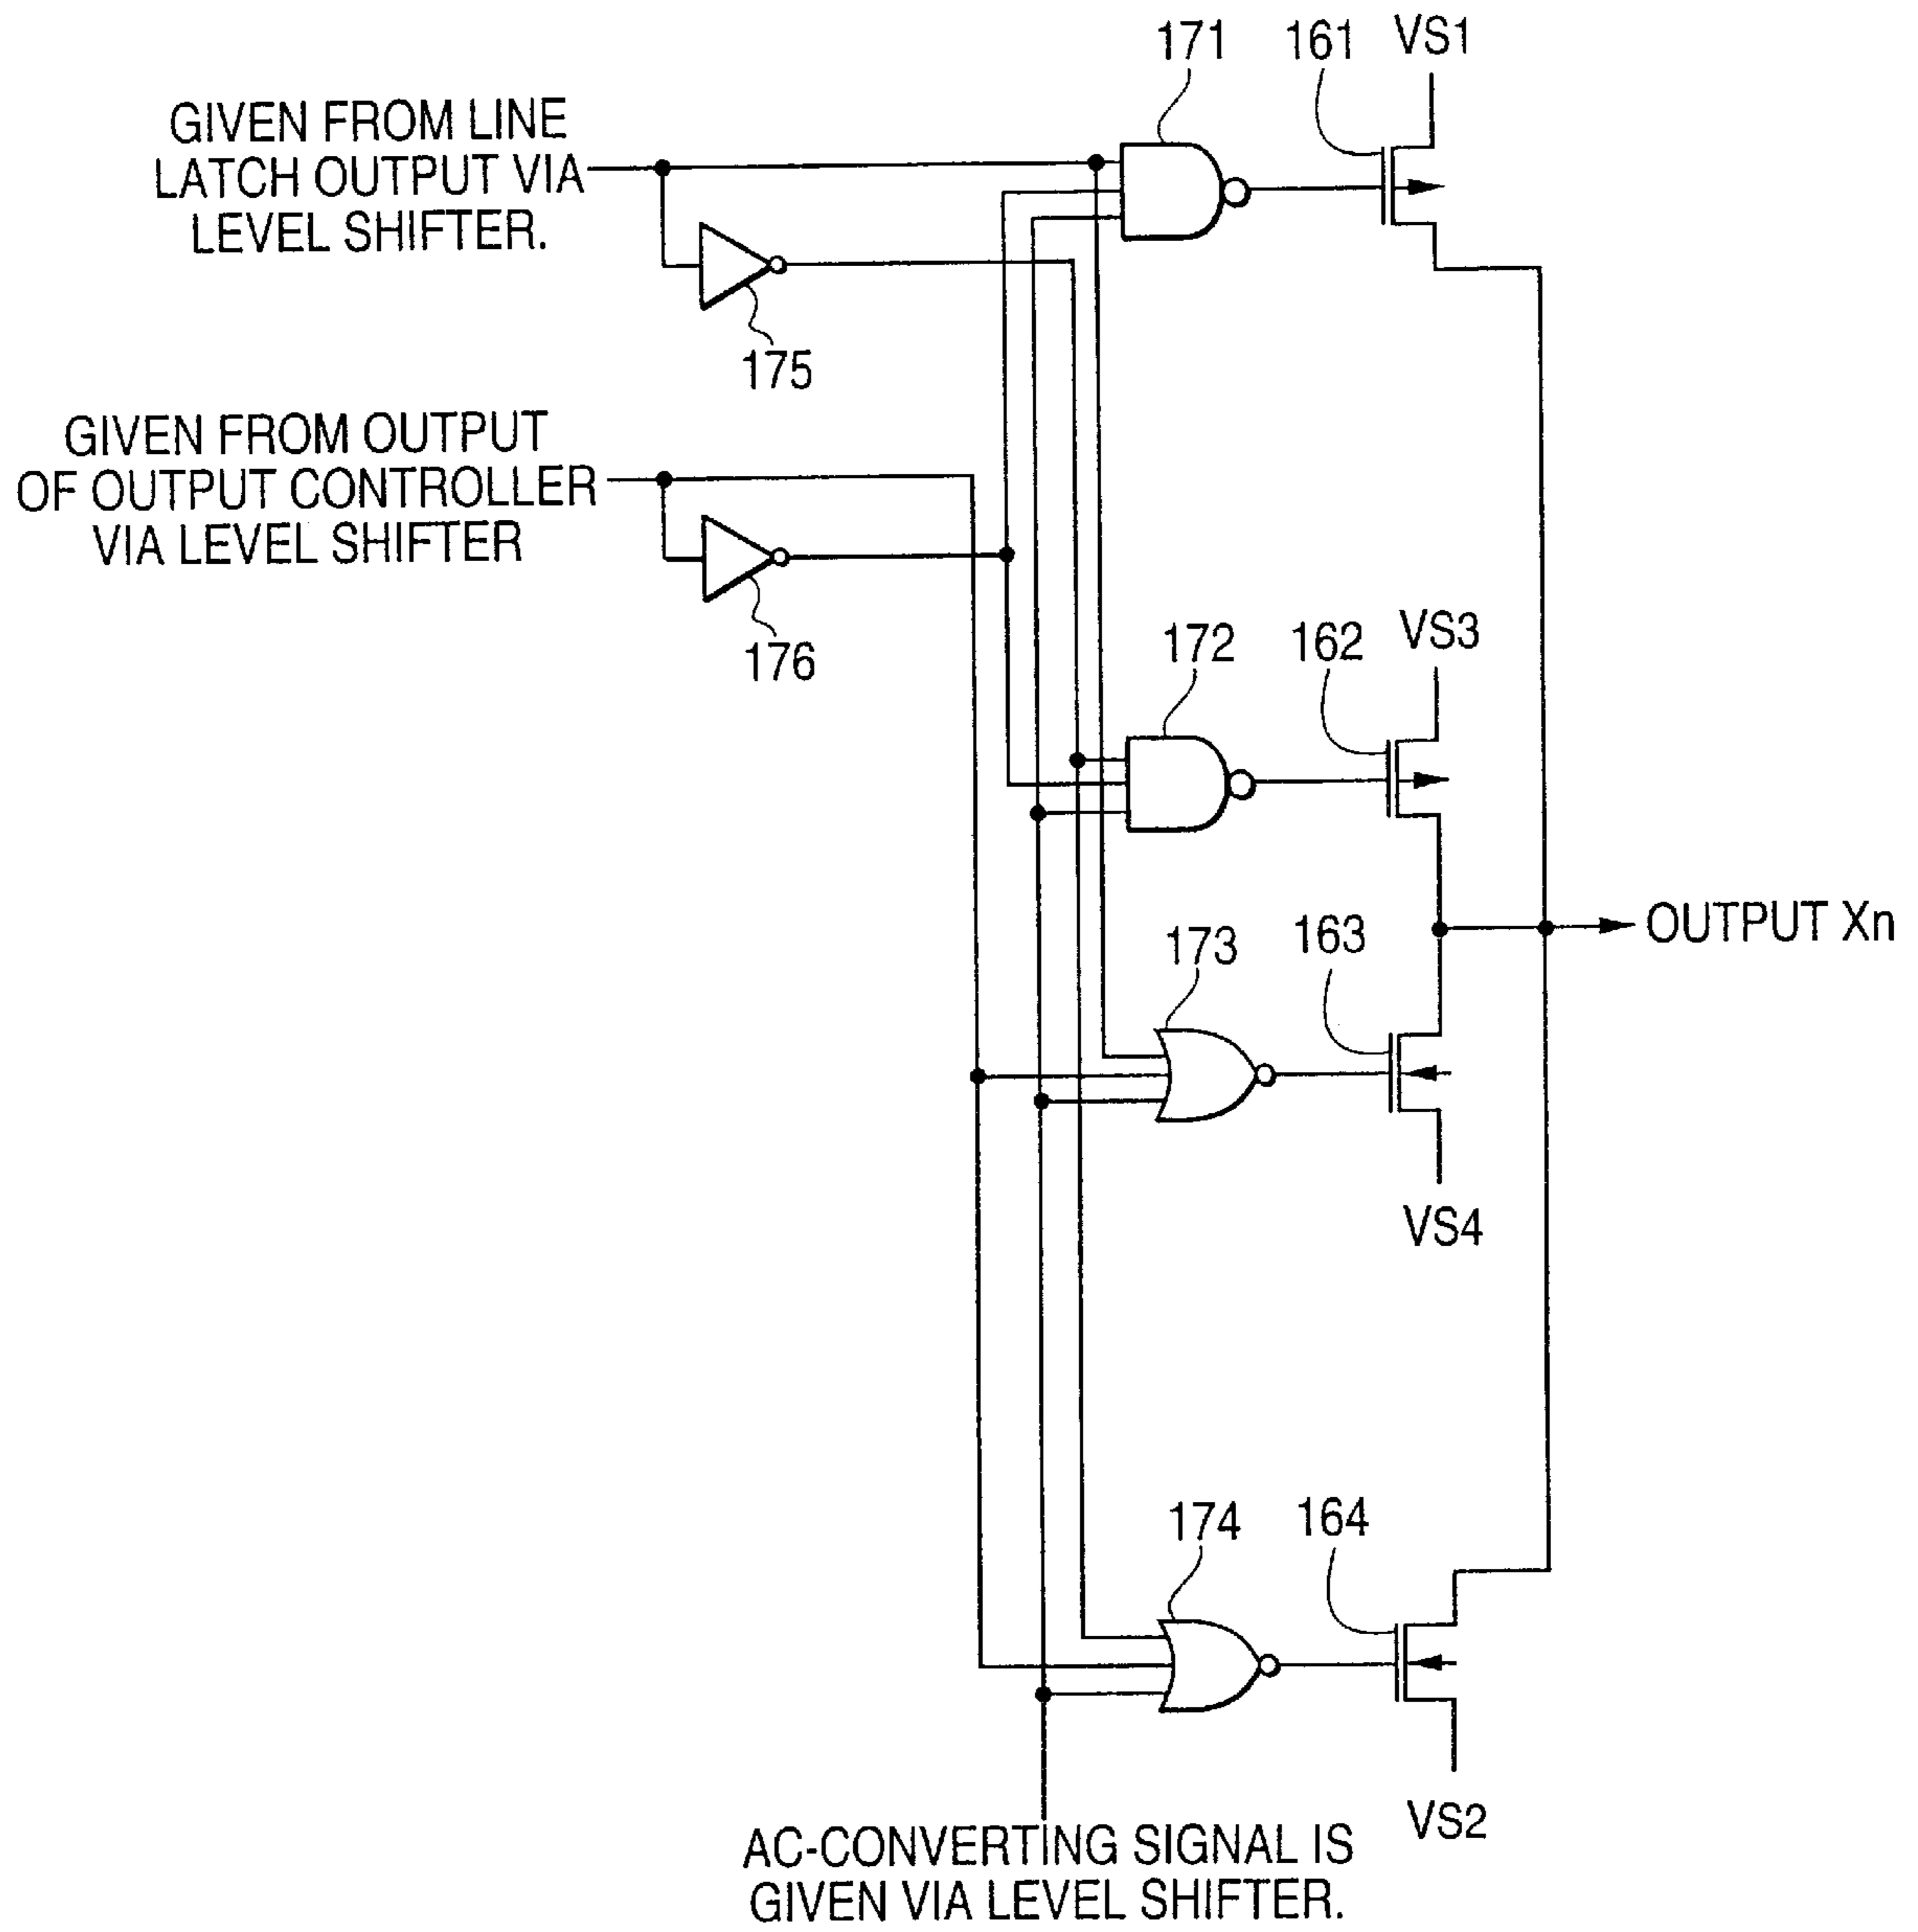 171
161
VS1
GIVEN FROM LINE
LATCH OUTPUT VIA
LEVEL SHIFTER.
175
GIVEN FROM OUTPUT
OF OUTPUT CONTROLLER
VIA LEVEL SHIFTER
176
172
162
VS3
173
163
OUTPUT Xn
VS4
174
164
VS2
AC-CONVERTING SIGNAL IS
GIVEN VIA LEVEL SHIFTER.